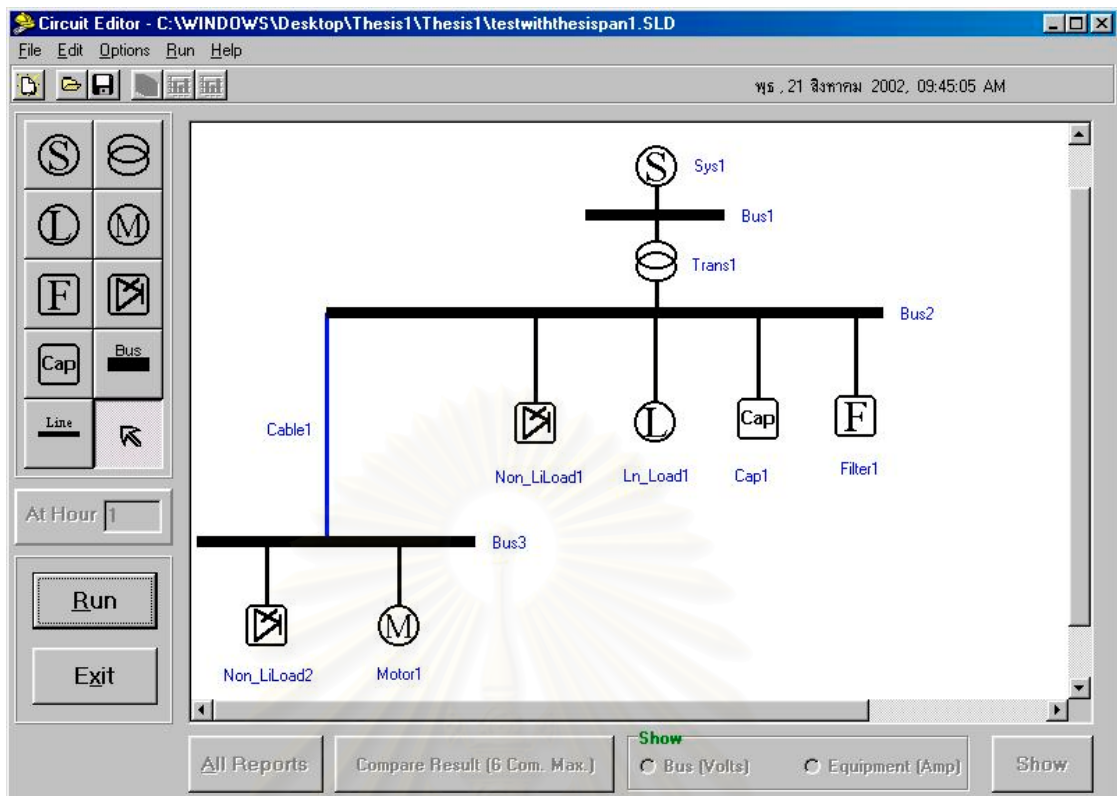 Circuit Editor - C:\WINDOWS\Desktop\Thesis1\Thesis1\testwiththesispan1.SLD
File Edit Options Run Help
พุธ , 21 สิงหาคม 2002, 09:45:05 AM
S
L M
F
Cap Bus
Line
At Hour 1
Run
Exit
S Sys1
Bus1
Trans1
Bus2
Cable1
L Cap F
Non_LiLoad1 Ln_Load1 Cap1 Filter1
Bus3
M
Non_LiLoad2 Motor1
All Reports Compare Result (6 Com. Max.) Show Bus (Volts) Equipment (Amp) Show